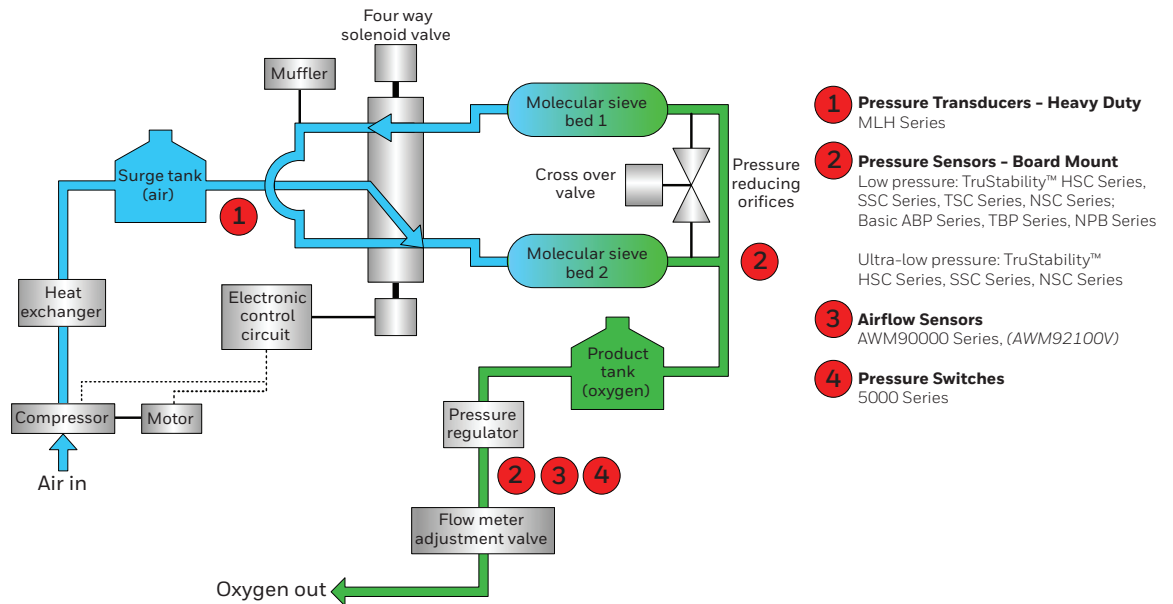 Four way
solenoid valve
Muffler
Molecular sieve
bed 1
Surge tank
(air)
1
Cross over
valve
Pressure
reducing
orifices
Molecular sieve
bed 2
2
Heat
exchanger
Electronic
control
circuit
Product
tank
(oxygen)
Compressor
Motor
Pressure
regulator
Air in
2 3 4
Flow meter
adjustment valve
Oxygen out
1 Pressure Transducers - Heavy Duty
MLH Series
2 Pressure Sensors - Board Mount
Low pressure: TruStability™ HSC Series,
SSC Series, TSC Series, NSC Series;
Basic ABP Series, TBP Series, NPB Series
Ultra-low pressure: TruStability™
HSC Series, SSC Series, NSC Series
3 Airflow Sensors
AWM90000 Series, (AWM92100V)
4 Pressure Switches
5000 Series